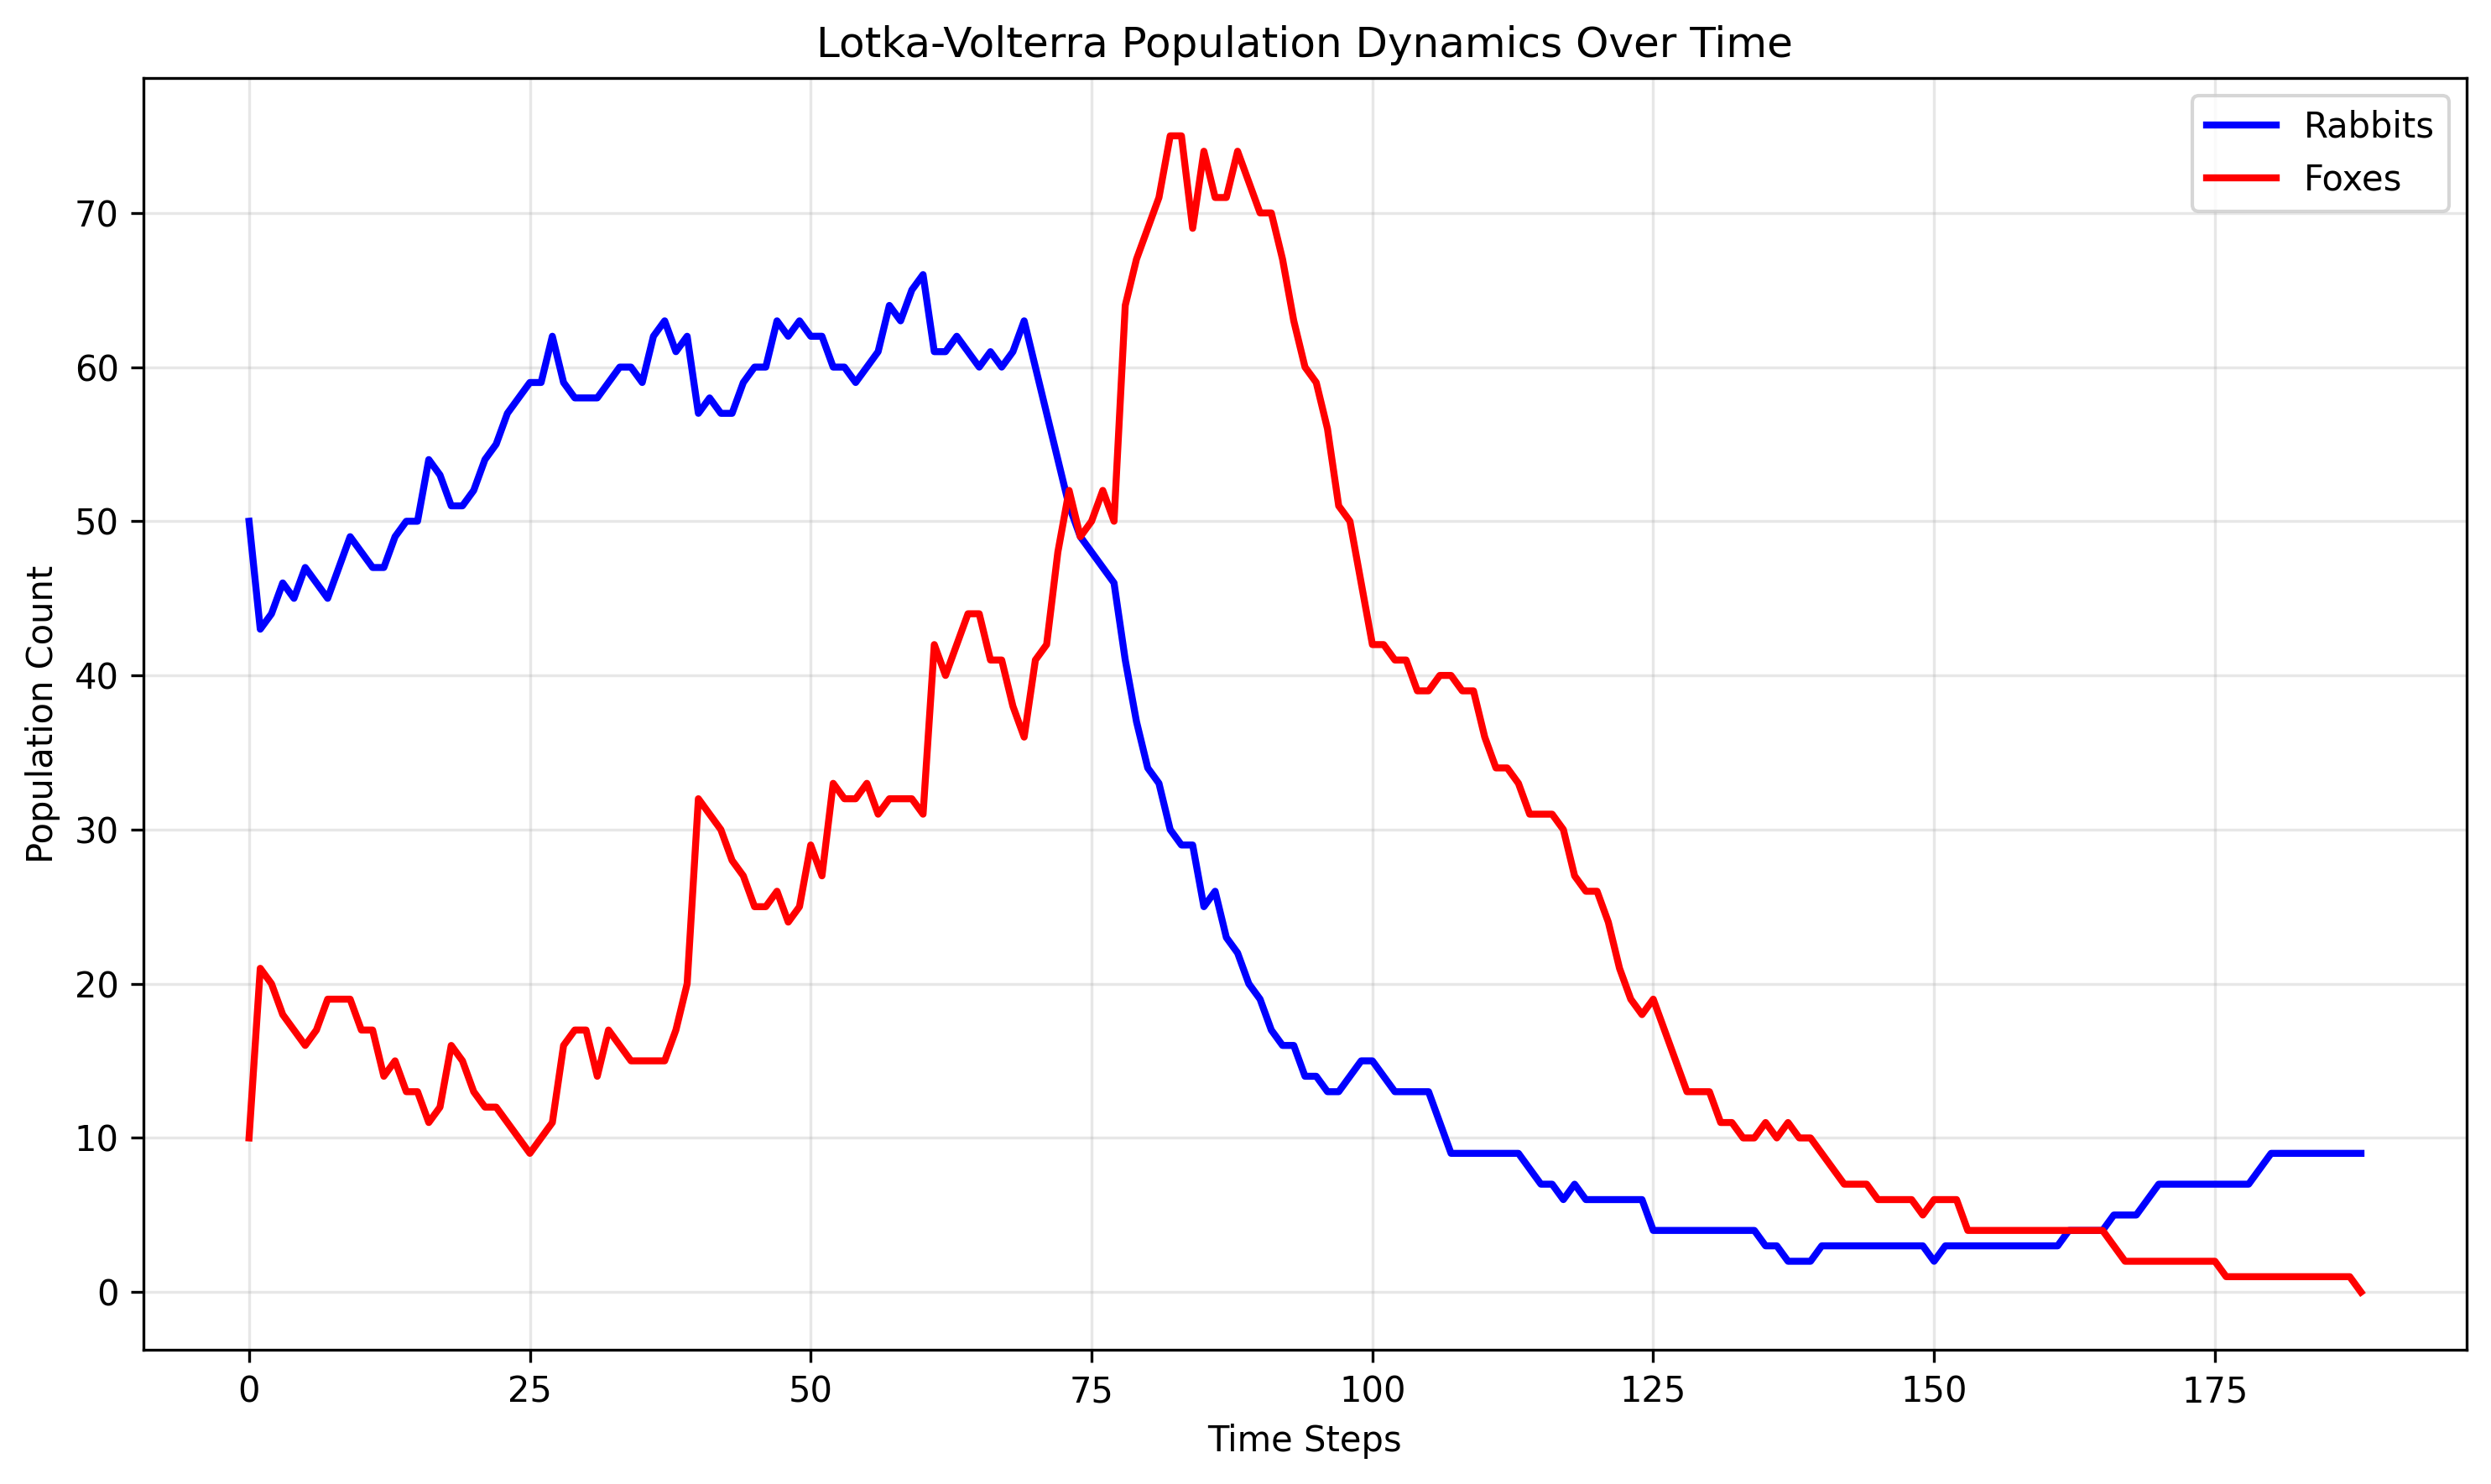 Lotka-Volterra Population Dynamics Over Time
Rabbits
Foxes
Population Count
70
60
50
40
30
20
10
0
0 25 50 75 100 125 150 175
Time Steps